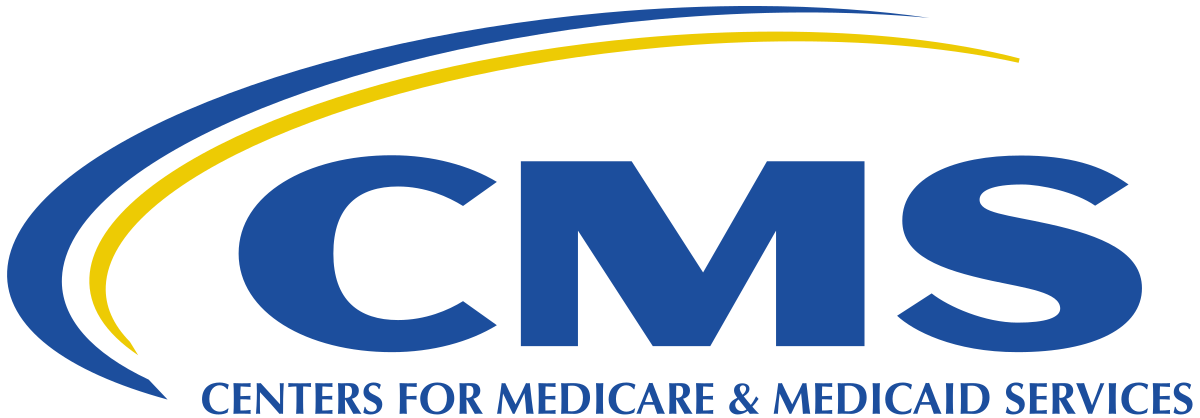 CMS
CENTERS FOR MEDICARE & MEDICAID SERVICES